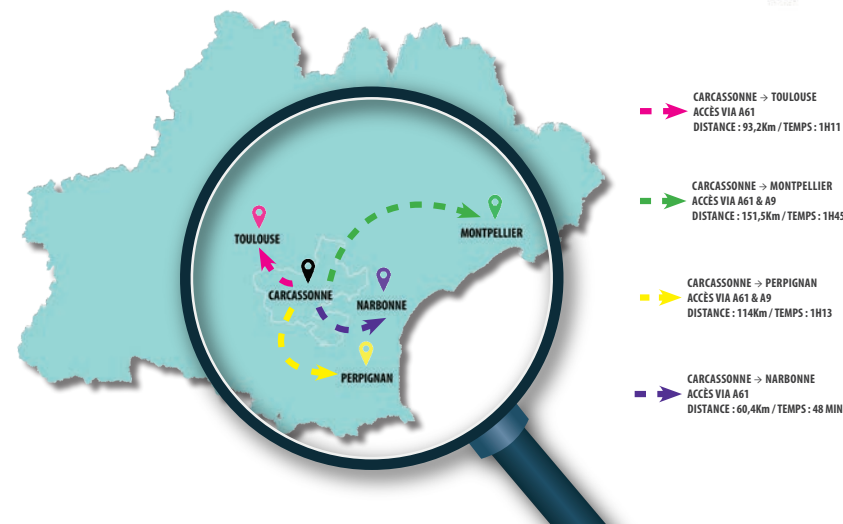 CARCASSONNE → TOULOUSE
ACCÈS VIA A61
DISTANCE : 93,2Km / TEMPS : 1H11
CARCASSONNE → MONTPELLIER
ACCÈS VIA A61 & A9
DISTANCE : 151,5Km / TEMPS : 1H45
TOULOUSE
MONTPELLIER
CARCASSONNE
NARBONNE
PERPIGNAN
CARCASSONNE → PERPIGNAN
ACCÈS VIA A61 & A9
DISTANCE : 114Km / TEMPS : 1H13
CARCASSONNE → NARBONNE
ACCÈS VIA A61
DISTANCE : 60,4Km / TEMPS : 48 MIN